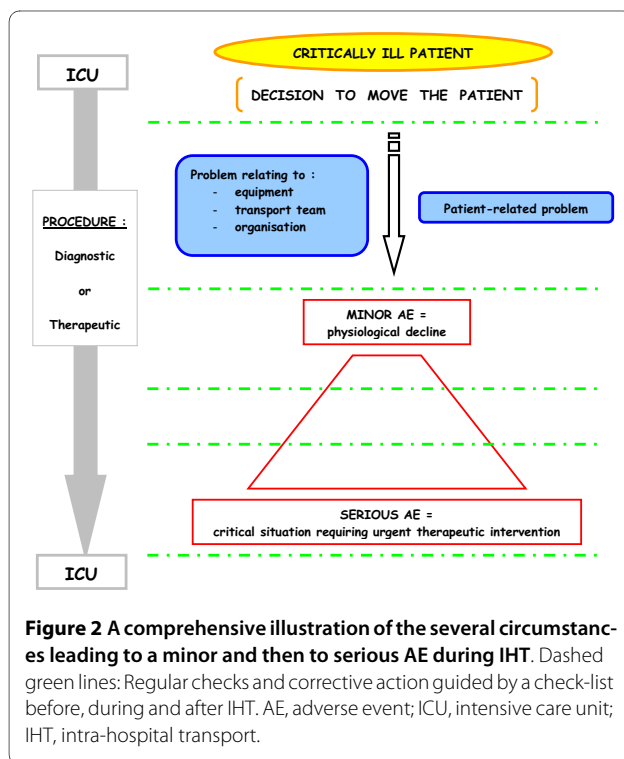 CRITICALLY ILL PATIENT
ICU
DECISION TO MOVE THE PATIENT
Problem relating to :
- equipment
- transport team
- organisation
Patient-related problem
PROCEDURE :
Diagnostic
or
Therapeutic
MINOR AE =
physiological decline
SERIOUS AE =
critical situation requiring urgent therapeutic intervention
ICU
Figure 2 A comprehensive illustration of the several circumstanc-
es leading to a minor and then to serious AE during IHT. Dashed
green lines: Regular checks and corrective action guided by a check-list
before, during and after IHT. AE, adverse event; ICU, intensive care unit;
IHT, intra-hospital transport.